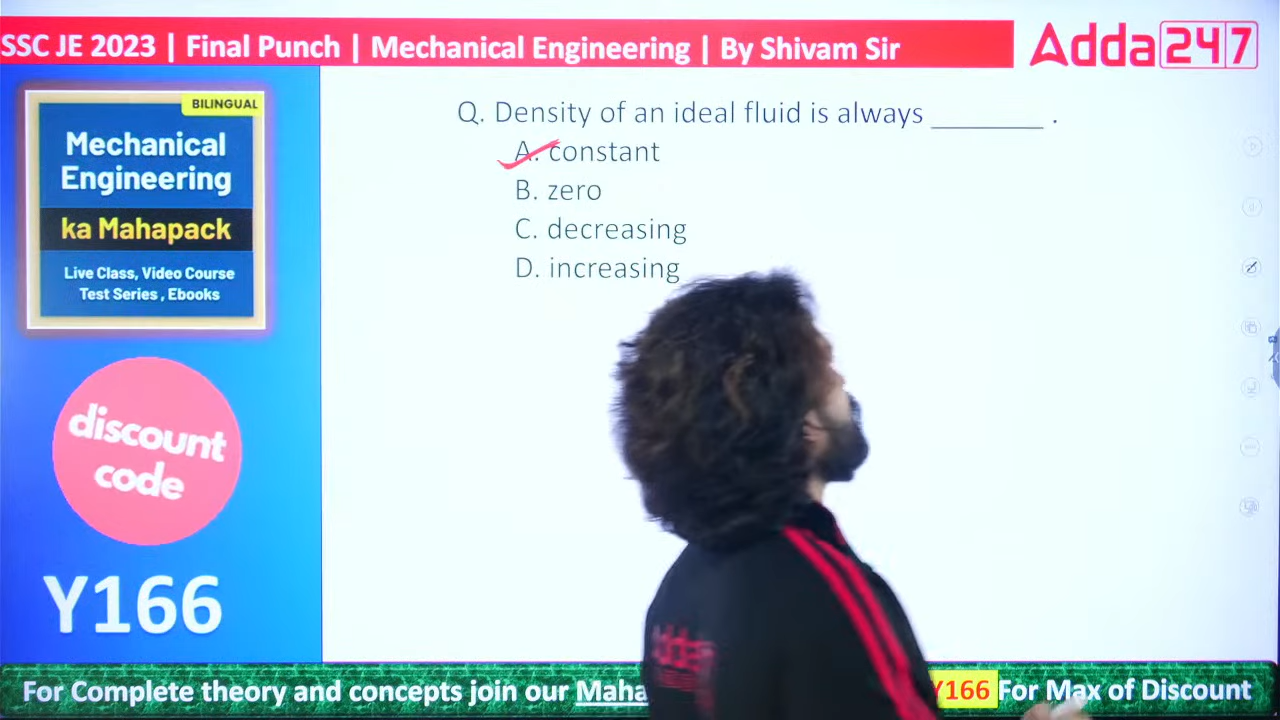 SSC JE 2023 | Final Punch | Mechanical Engineering | By Shivam Sir
Adda247
BILINGUAL
Mechanical
Engineering
ka Mahapack
Live Class, Video Course
Test Series , Ebooks
discount
code
Y166
Q. Density of an ideal fluid is always ________ .
A. constant
B. zero
C. decreasing
D. increasing
For Complete theory and concepts join our Maha
Y166 For Max of Discount